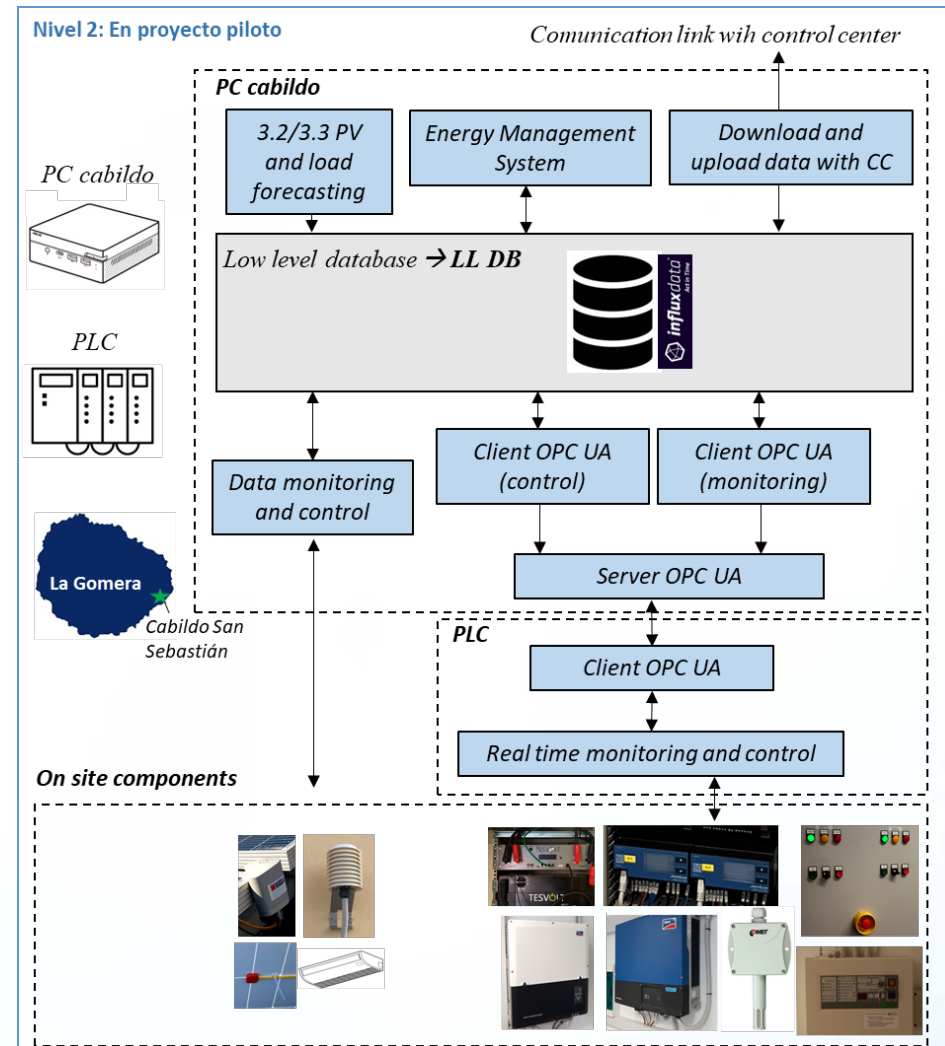 Nivel 2: En proyecto piloto
Comunication link wih control center
PC cabildo
3.2/3.3 PV
and load
forecasting
Energy Management
System
Download and
upload data with CC
PC cabildo
Low level database → LL DB
influxdata
Act in Time
PLC
Data monitoring
and control
Client OPC UA
(control)
Client OPC UA
(monitoring)
La Gomera
Cabildo San
Sebastián
Server OPC UA
PLC
Client OPC UA
Real time monitoring and control
On site components
TESVOLT
COMET